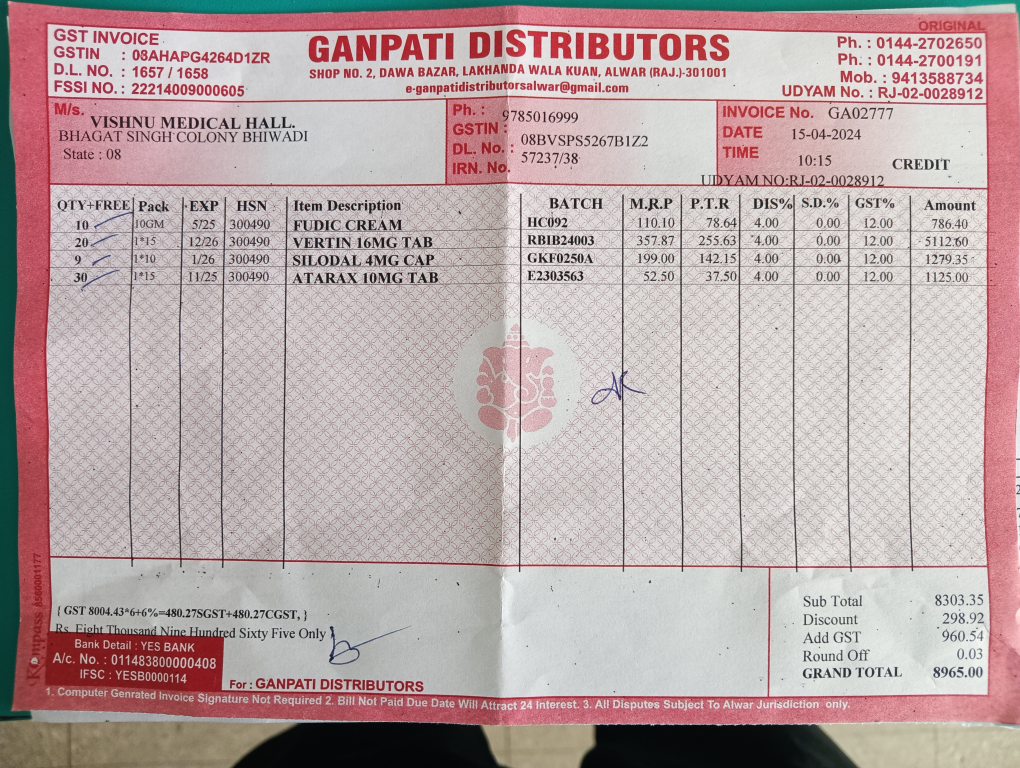 ORIGINAL
GST INVOICE
GSTIN : 08AHAPG4264D1ZR
D.L. NO. : 1657 / 1658
FSSI NO. : 22214009000605
GANPATI DISTRIBUTORS
SHOP NO. 2, DAWA BAZAR, LAKHANDA WALA KUAN, ALWAR (RAJ.)-301001
e-ganpatidistributorsalwar@gmail.com
Ph. : 0144-2702650
Ph. : 0144-2700191
Mob. : 9413588734
UDYAM No. : RJ-02-0028912
M/s.
VISHNU MEDICAL HALL.
BHAGAT SINGH COLONY BHIWADI
State : 08
Ph. : 9785016999
GSTIN : 08BVSPS5267B1Z2
DL. No. : 57237/38
IRN. No.
INVOICE No. GA02777
DATE 15-04-2024
TIME 10:15 CREDIT
UDYAM NO:RJ-02-0028912
QTY+FREE Pack EXP HSN Item Description BATCH M.R.P P.T.R DIS% S.D.% GST% Amount
10 10GM 5/25 300490 FUDIC CREAM HC092 110.10 78.64 4.00 0.00 12.00 786.40
20 1*15 12/26 300490 VERTIN 16MG TAB RBIB24003 357.87 255.63 4.00 0.00 12.00 5112.60
9 1*10 1/26 300490 SILODAL 4MG CAP GKF0250A 199.00 142.15 4.00 0.00 12.00 1279.35
30 1*15 11/25 300490 ATARAX 10MG TAB E2303563 52.50 37.50 4.00 0.00 12.00 1125.00
{ GST 8004.43*6+6%=480.27SGST+480.27CGST, }
Rs. Eight Thousand Nine Hundred Sixty Five Only
Bank Detail : YES BANK
A/c. No. : 011483800000408
IFSC : YESB0000114
For : GANPATI DISTRIBUTORS
Sub Total 8303.35
Discount 298.92
Add GST 960.54
Round Off 0.03
GRAND TOTAL 8965.00
1. Computer Genrated Invoice Signature Not Required 2. Bill Not Paid Due Date Will Attract 24 Interest. 3. All Disputes Subject To Alwar Jurisdiction only.
Kompass